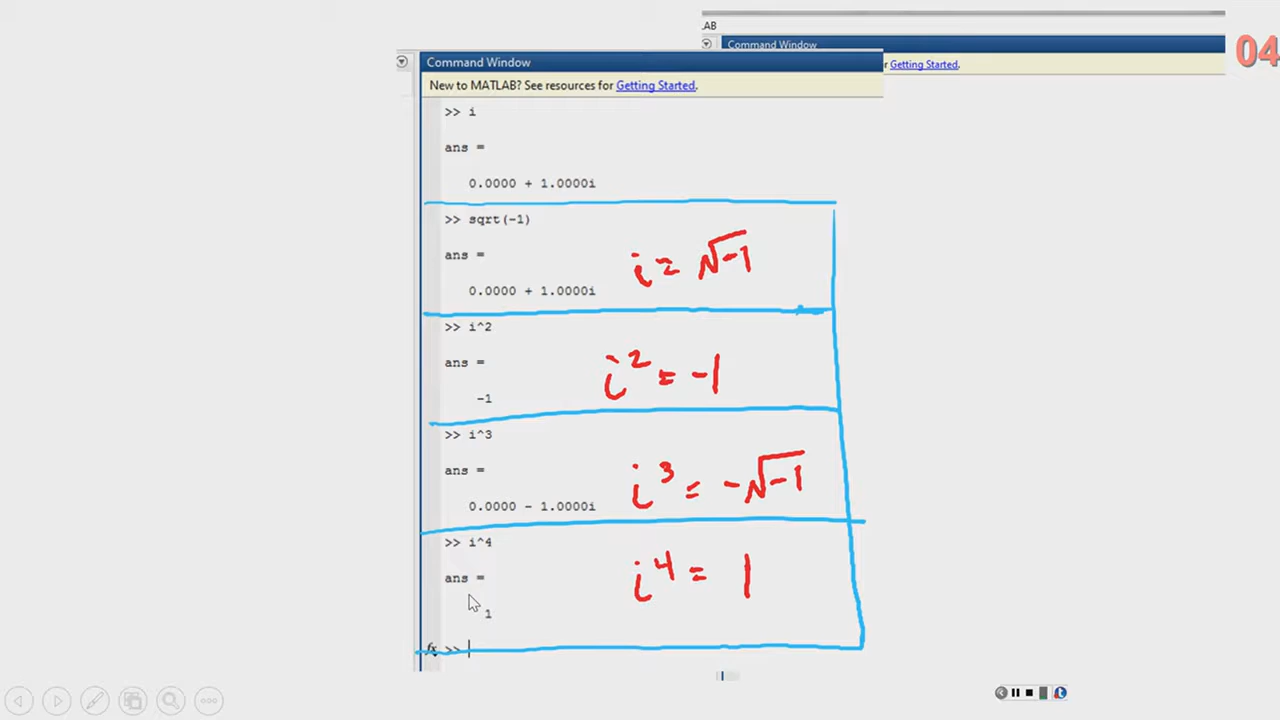 AB
Command Window
04
r Getting Started.
Command Window
New to MATLAB? See resources for Getting Started.
>> i
ans =
0.0000 + 1.0000i
>> sqrt(-1)
ans =
i = √-1
0.0000 + 1.0000i
>> i^2
ans =
i² = -1
-1
>> i^3
ans =
i³ = -√-1
0.0000 - 1.0000i
>> i^4
ans =
i⁴ = 1
1
fx >>